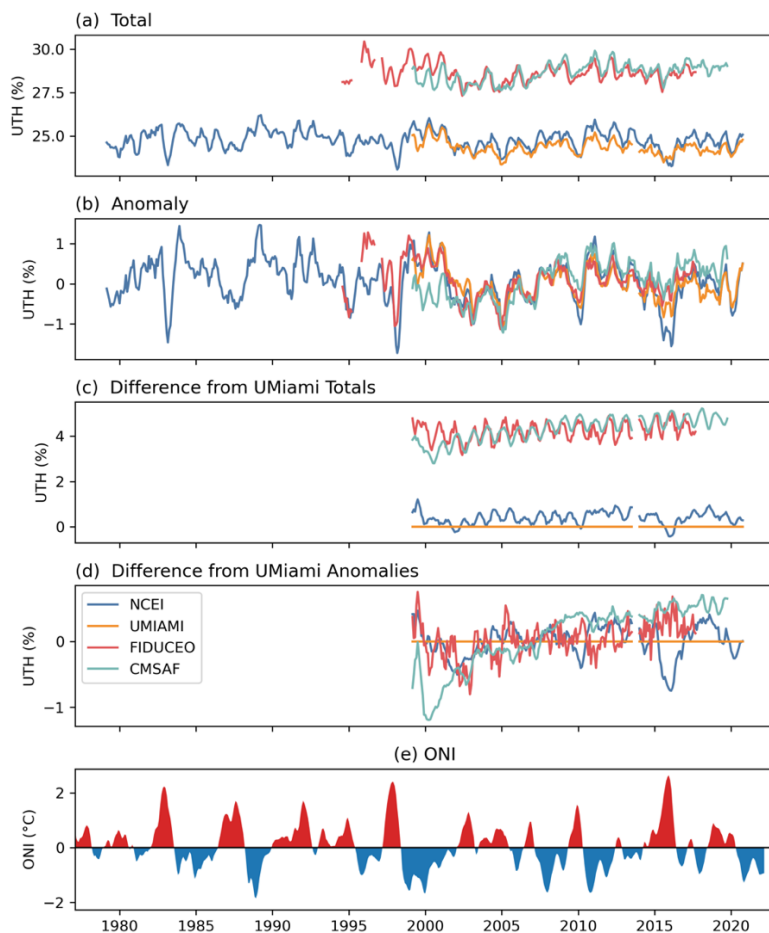 (a) Total
UTH (%)
30.0
27.5
25.0
(b) Anomaly
UTH (%)
1
0
−1
(c) Difference from UMiami Totals
UTH (%)
4
2
0
(d) Difference from UMiami Anomalies
UTH (%)
0
−1
NCEI
UMIAMI
FIDUCEO
CMSAF
(e) ONI
ONI (°C)
2
0
−2
1980 1985 1990 1995 2000 2005 2010 2015 2020